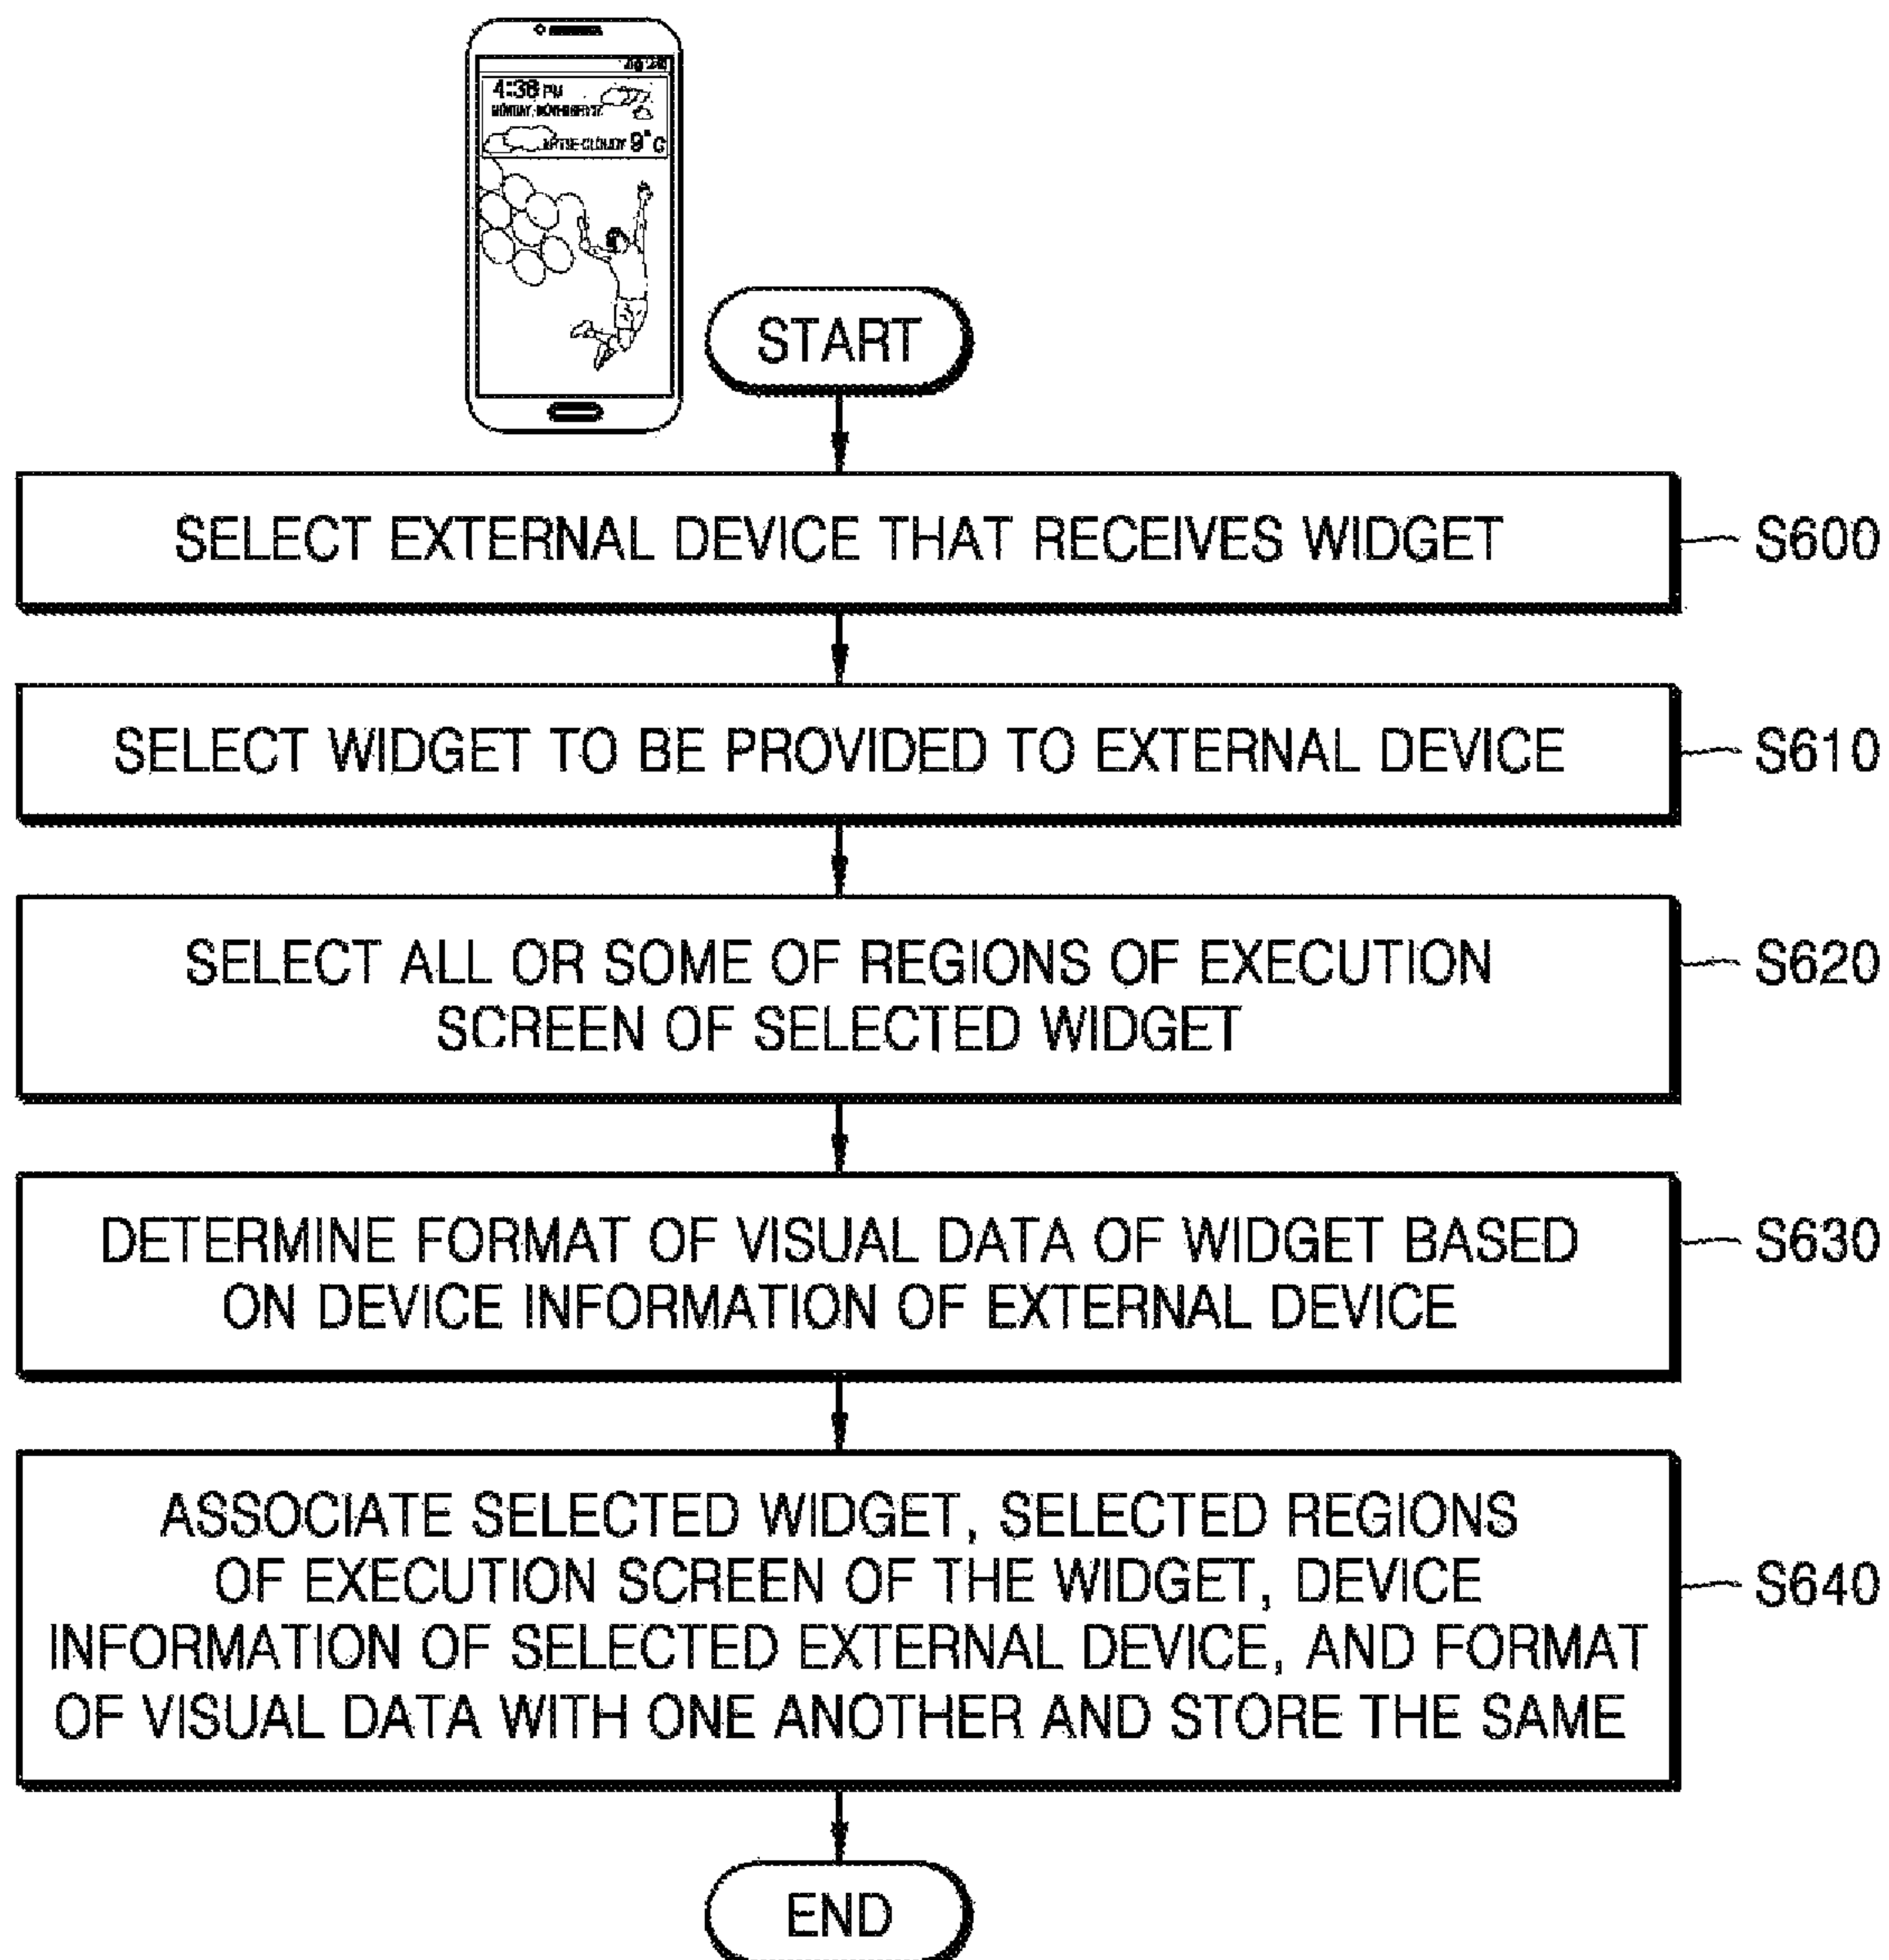 4:38 PM
9° C
START
SELECT EXTERNAL DEVICE THAT RECEIVES WIDGET
S600
SELECT WIDGET TO BE PROVIDED TO EXTERNAL DEVICE
S610
SELECT ALL OR SOME OF REGIONS OF EXECUTION
SCREEN OF SELECTED WIDGET
S620
DETERMINE FORMAT OF VISUAL DATA OF WIDGET BASED
ON DEVICE INFORMATION OF EXTERNAL DEVICE
S630
ASSOCIATE SELECTED WIDGET, SELECTED REGIONS
OF EXECUTION SCREEN OF THE WIDGET, DEVICE
INFORMATION OF SELECTED EXTERNAL DEVICE, AND FORMAT
OF VISUAL DATA WITH ONE ANOTHER AND STORE THE SAME
S640
END